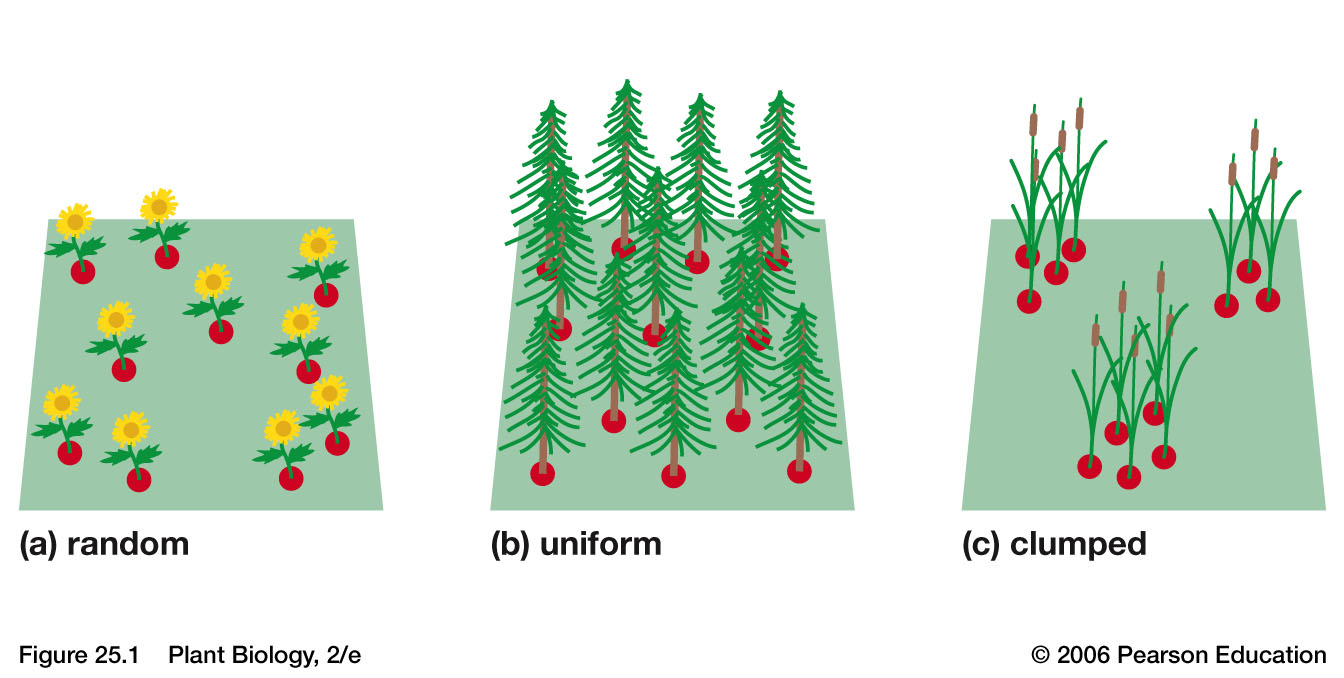 (a) random
(b) uniform
(c) clumped
Figure 25.1 Plant Biology, 2/e
© 2006 Pearson Education